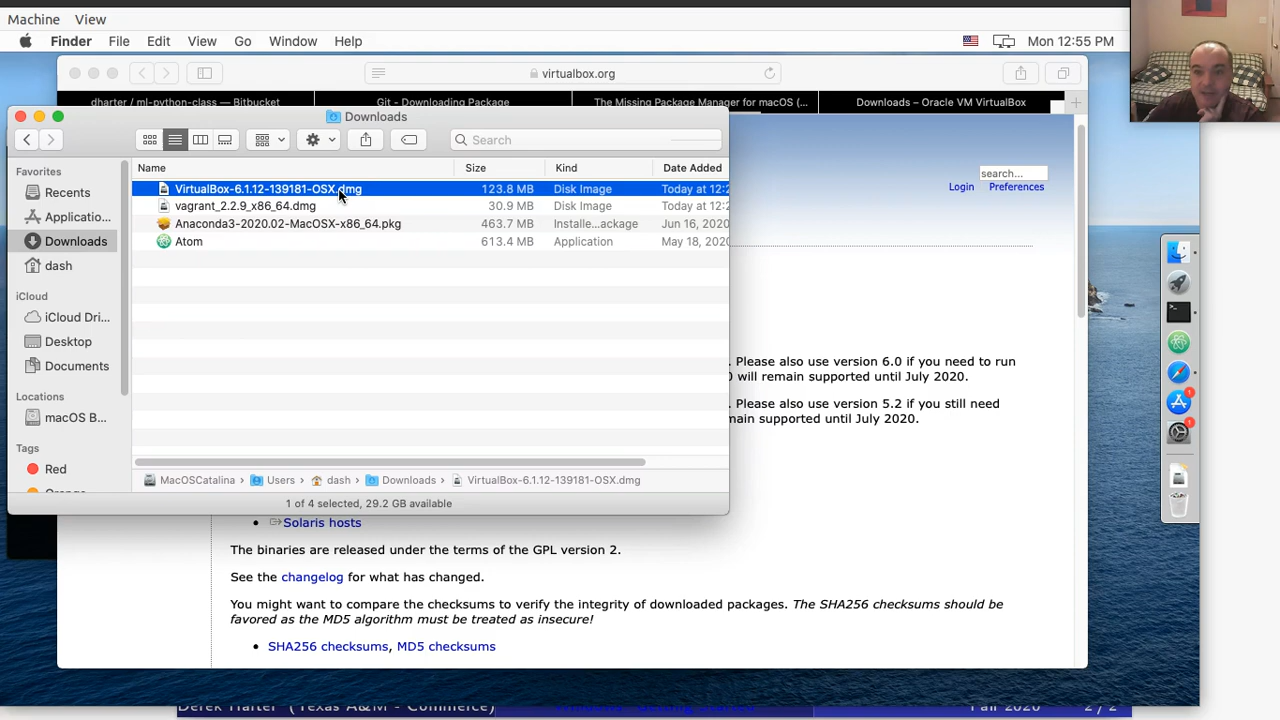 Machine View
Finder File Edit View Go Window Help Mon 12:55 PM
virtualbox.org
dharter / ml-python-class — Bitbucket Git - Downloading Package The Missing Package Manager for macOS (... Downloads – Oracle VM VirtualBox
Downloads
Search
Favorites
Recents
Applicatio...
Downloads
dash
iCloud
iCloud Dri...
Desktop
Documents
Locations
macOS B...
Tags
Red
Orange
Name Size Kind Date Added
VirtualBox-6.1.12-139181-OSX.dmg 123.8 MB Disk Image Today at 12:2
vagrant_2.2.9_x86_64.dmg 30.9 MB Disk Image Today at 12:2
Anaconda3-2020.02-MacOSX-x86_64.pkg 463.7 MB Installe...ackage Jun 16, 2020
Atom 613.4 MB Application May 18, 202
MacOSCatalina › Users › dash › Downloads › VirtualBox-6.1.12-139181-OSX.dmg
1 of 4 selected, 29.2 GB available
search...
Login Preferences
. Please also use version 6.0 if you need to run
0 will remain supported until July 2020.
. Please also use version 5.2 if you still need
main supported until July 2020.
Solaris hosts
The binaries are released under the terms of the GPL version 2.
See the changelog for what has changed.
You might want to compare the checksums to verify the integrity of downloaded packages. The SHA256 checksums should be
favored as the MD5 algorithm must be treated as insecure!
SHA256 checksums, MD5 checksums
1
1
Derek Harter (Texas A&M - Commerce) Windows: Getting Started Fall 2020 2 / 2